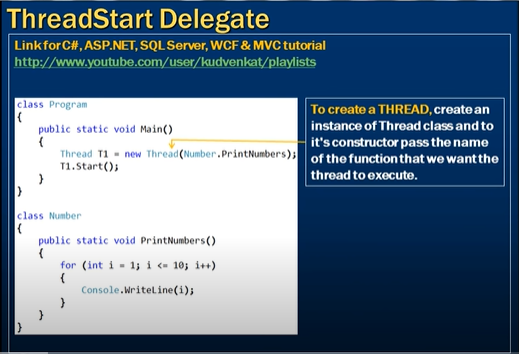 ThreadStart Delegate
Link for C#, ASP.NET, SQL Server, WCF & MVC tutorial
http://www.youtube.com/user/kudvenkat/playlists
class Program
{
public static void Main()
{
Thread T1 = new Thread(Number.PrintNumbers);
T1.Start();
}
}
class Number
{
public static void PrintNumbers()
{
for (int i = 1; i <= 10; i++)
{
Console.WriteLine(i);
}
}
}
To create a THREAD, create an
instance of Thread class and to
it's constructor pass the name
of the function that we want the
thread to execute.